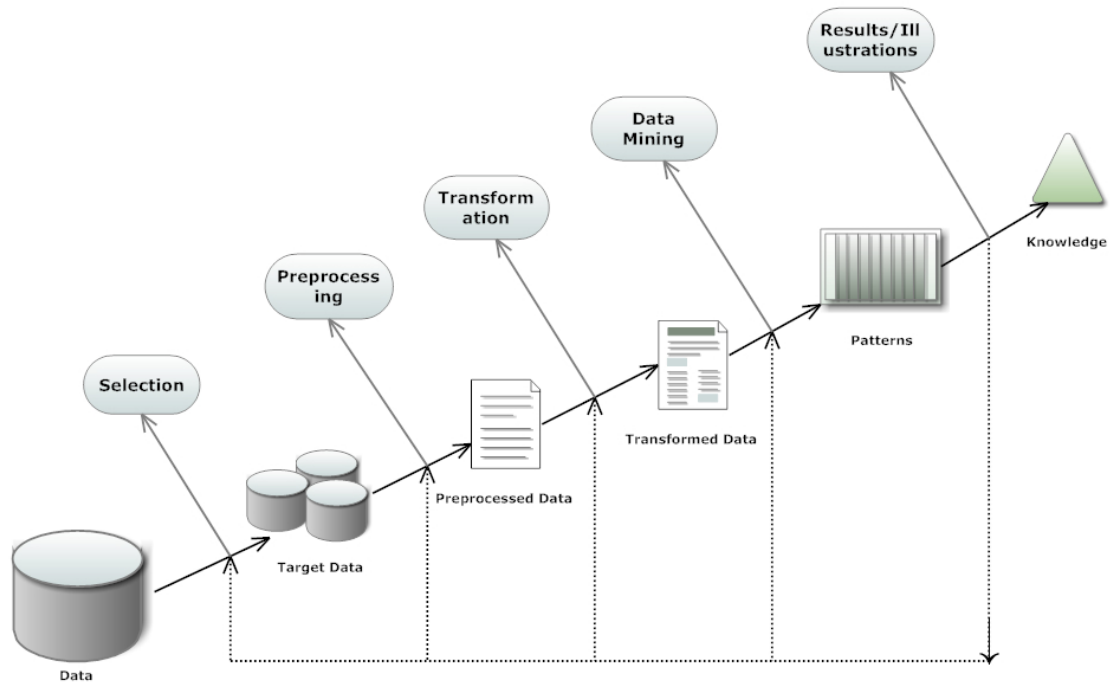 Results/Ill
ustrations
Data
Mining
Transform
ation
Knowledge
Preprocess
ing
Patterns
Selection
Transformed Data
Preprocessed Data
Target Data
Data